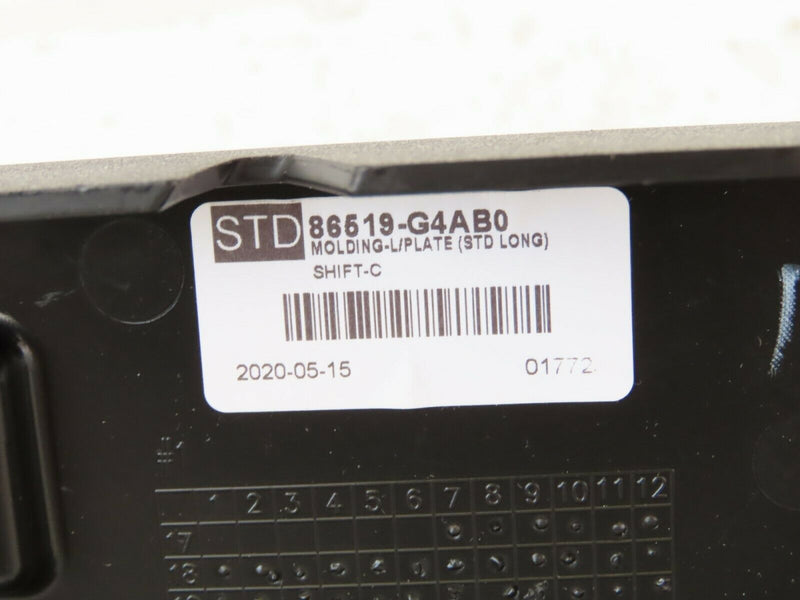 STD 86519-G4AB0
MOLDING-L/PLATE (STD LONG)
SHIFT-C
2020-05-15 01772
1 2 3 4 5 6 7 8 9 10 11 12
17
18